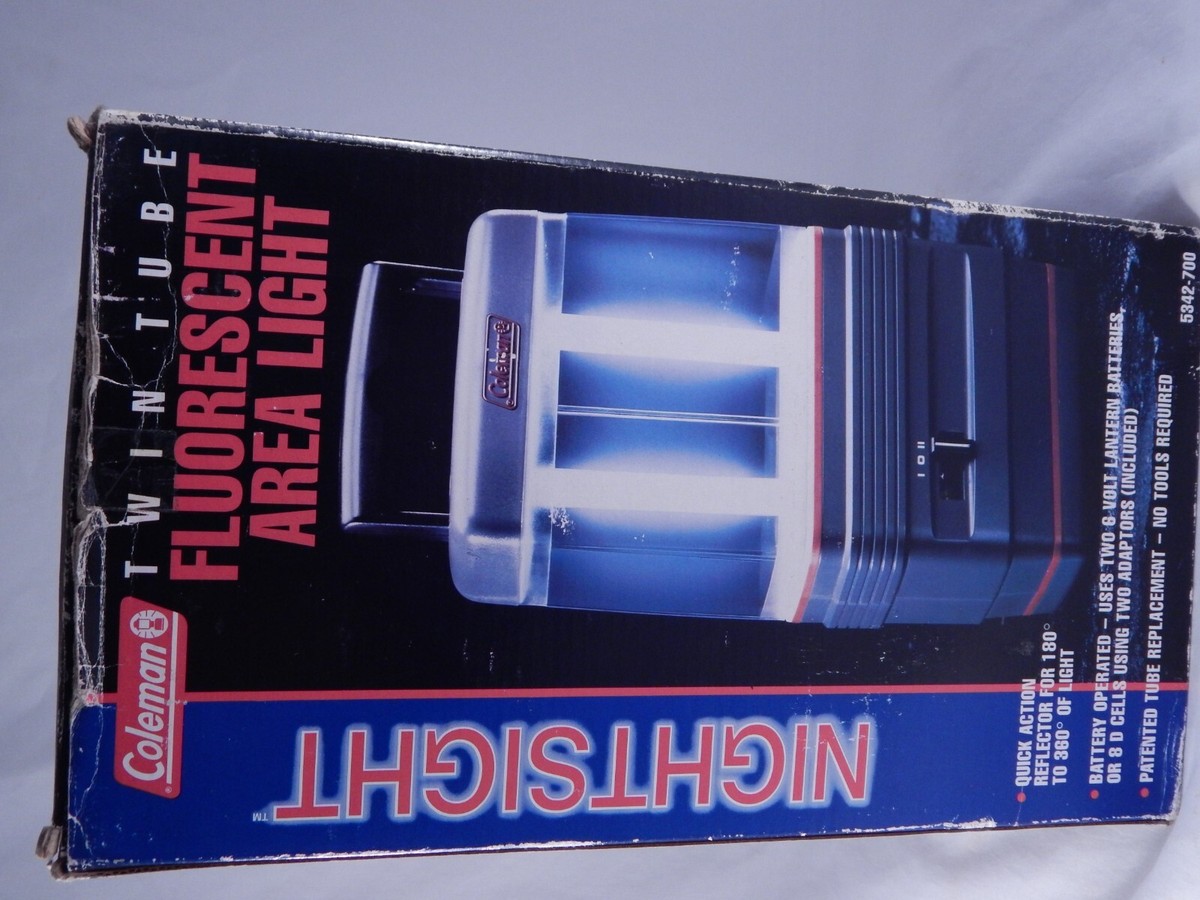 Coleman®
TWIN TUBE
FLUORESCENT
AREA LIGHT
NIGHTSIGHT™
Coleman®
I O II
• QUICK ACTION
REFLECTOR FOR 180°
TO 360° OF LIGHT
• BATTERY OPERATED – USES TWO 6 VOLT LANTERN BATTERIES,
OR 8 D CELLS USING TWO ADAPTORS (INCLUDED)
• PATENTED TUBE REPLACEMENT – NO TOOLS REQUIRED
5342-700